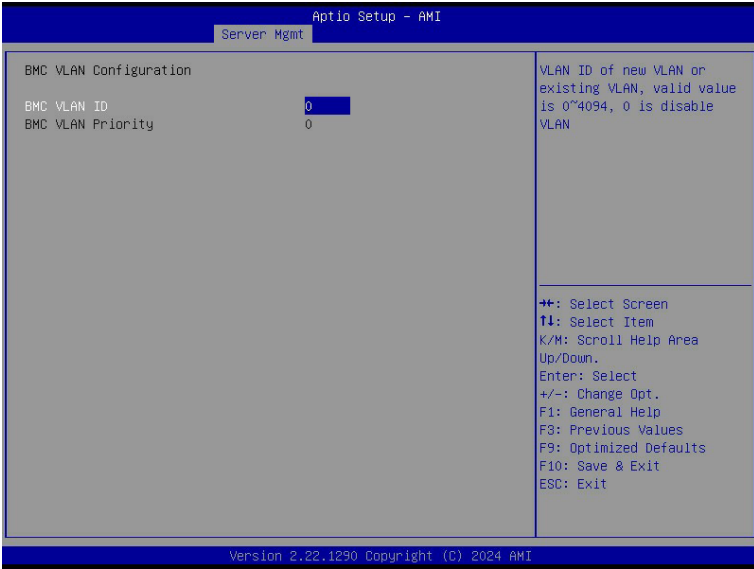 Aptio Setup - AMI
Server Mgmt
BMC VLAN Configuration
BMC VLAN ID 0
BMC VLAN Priority 0
VLAN ID of new VLAN or
existing VLAN, valid value
is 0~4094, 0 is disable
VLAN
→←: Select Screen
↑↓: Select Item
K/M: Scroll Help Area
Up/Down.
Enter: Select
+/-: Change Opt.
F1: General Help
F3: Previous Values
F9: Optimized Defaults
F10: Save & Exit
ESC: Exit
Version 2.22.1290 Copyright (C) 2024 AMI